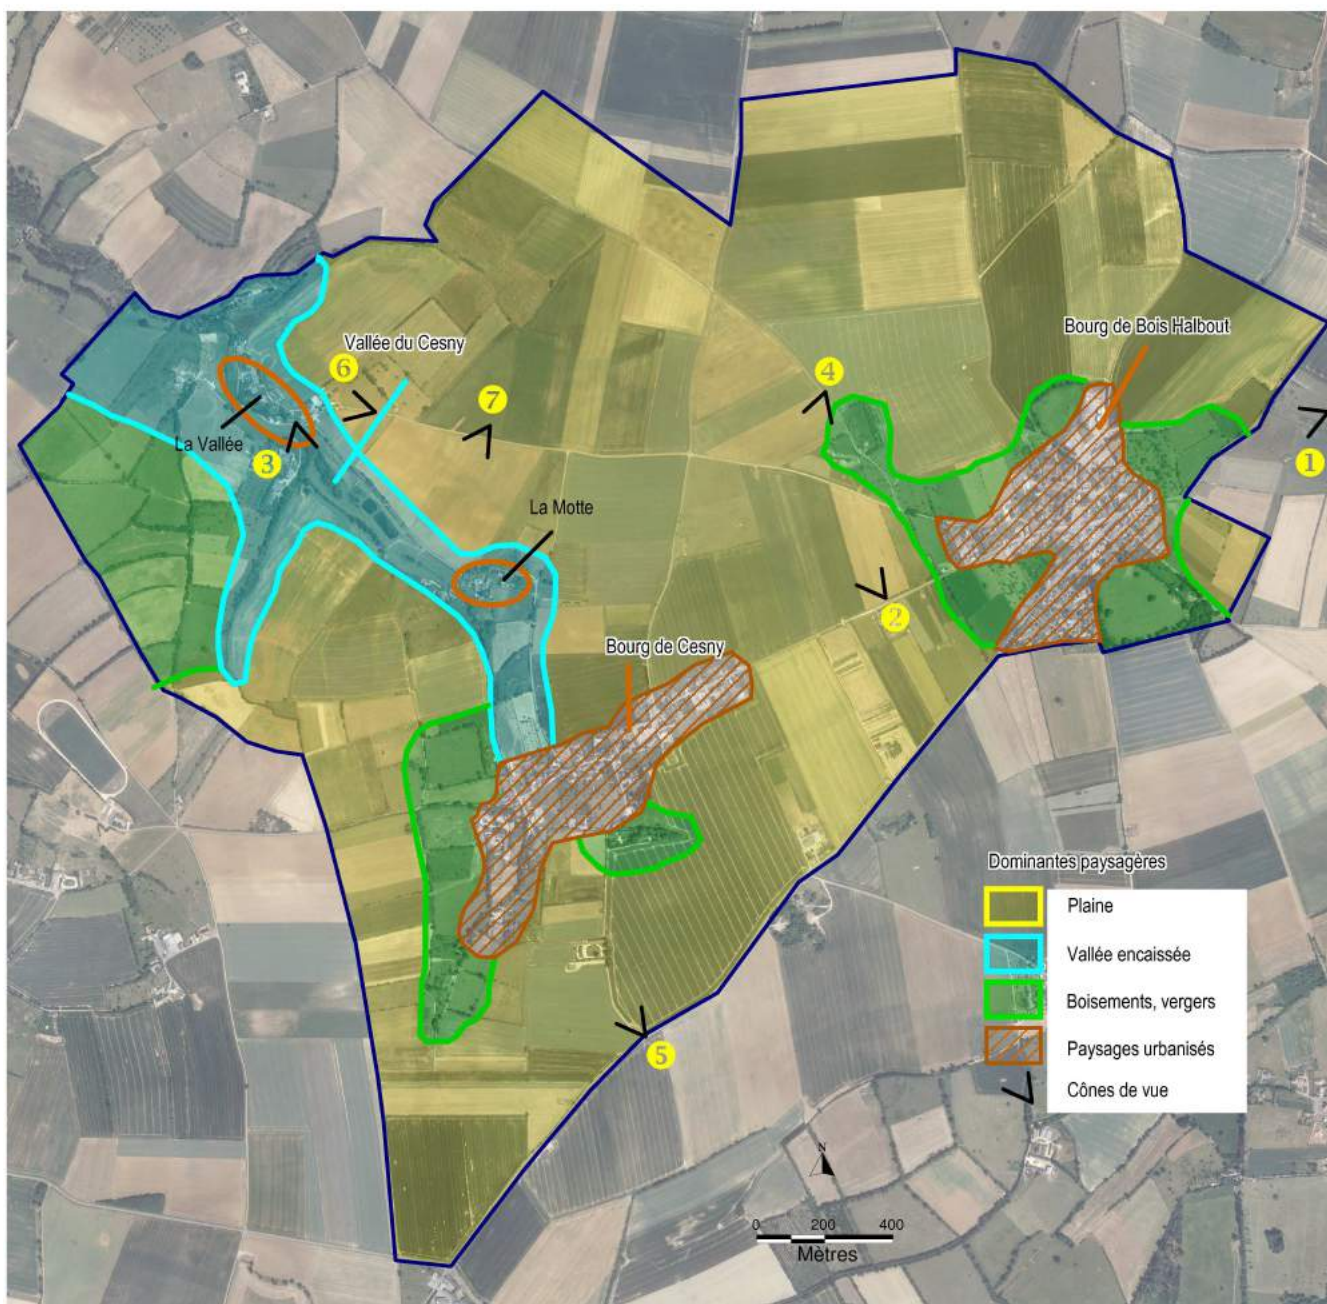 Bourg de Bois Halbout
Vallée du Cesny
6
4
7
La Vallée
3
1
La Motte
2
Bourg de Cesny
Dominantes paysagères
Plaine
Vallée encaissée
Boisements, vergers
Paysages urbanisés
Cônes de vue
5
N
0 200 400
Mètres